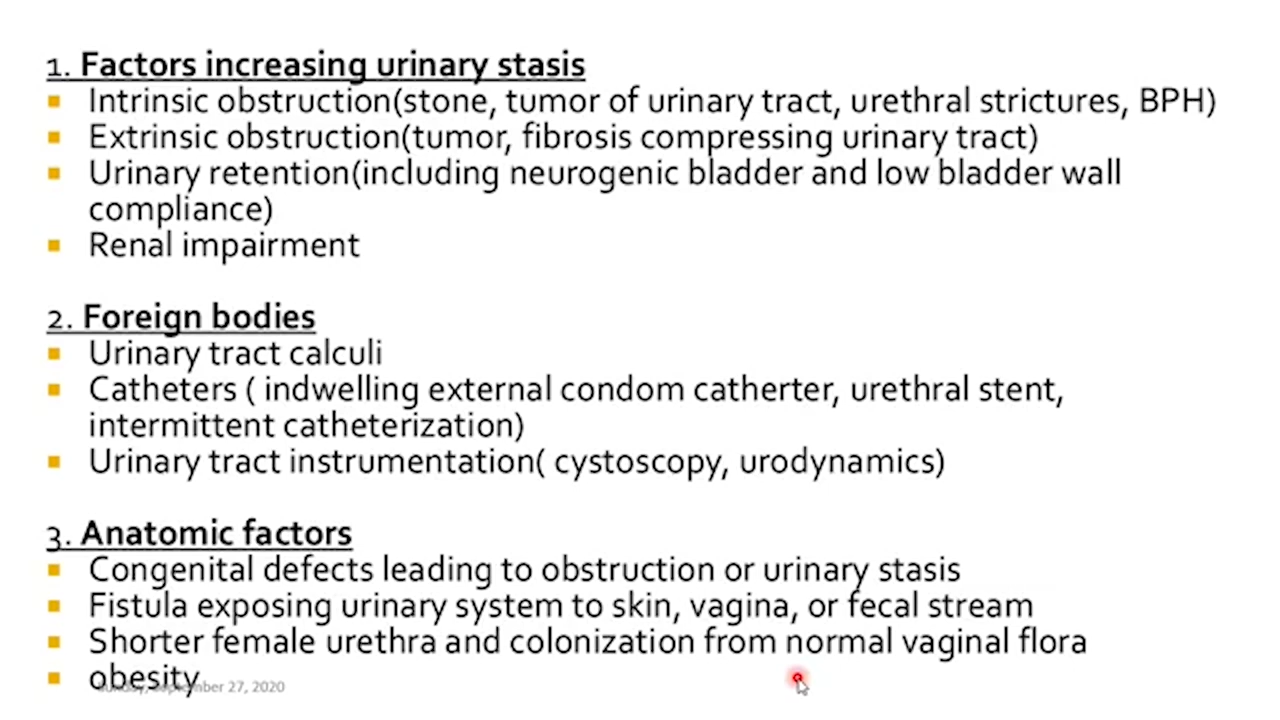 1. Factors increasing urinary stasis
Intrinsic obstruction(stone, tumor of urinary tract, urethral strictures, BPH)
Extrinsic obstruction(tumor, fibrosis compressing urinary tract)
Urinary retention(including neurogenic bladder and low bladder wall
compliance)
Renal impairment
2. Foreign bodies
Urinary tract calculi
Catheters ( indwelling external condom catherter, urethral stent,
intermittent catheterization)
Urinary tract instrumentation( cystoscopy, urodynamics)
3. Anatomic factors
Congenital defects leading to obstruction or urinary stasis
Fistula exposing urinary system to skin, vagina, or fecal stream
Shorter female urethra and colonization from normal vaginal flora
obesity
Sunday, September 27, 2020